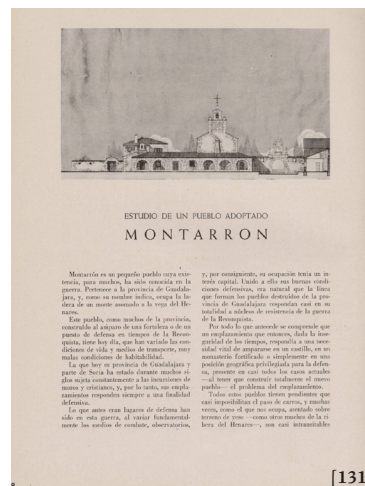 ESTUDIO DE UN PUEBLO ADOPTADO
MONTARRON
Montarrón es un pequeño pueblo cuya exis-
tencia, para muchos, ha sido conocida en la
guerra. Pertenece a la provincia de Guadala-
jara, y, como su nombre indica, ocupa la la-
dera de un monte asomado a la vega del He-
nares.
Este pueblo, como muchos de la provincia,
construído al amparo de una fortaleza o de un
puesto de defensa en tiempos de la Recon-
quista, tiene hoy día, que han variado las con-
diciones de vida y medios de transporte, muy
malas condiciones de habitabilidad.
La que hoy es provincia de Guadalajara y
parte de Soria ha estado durante muchos si-
glos sujeta constantemente a las incursiones de
moros y cristianos, y, por lo tanto, sus empla-
zamientos responden siempre a una finalidad
defensiva.
Lo que antes eran lugares de defensa han
sido en esta guerra, al variar fundamental-
mente los medios de combate, observatorios,
y, por consiguiente, su ocupación tenía un in-
terés capital. Unido a ello sus buenas condi-
ciones defensivas, era natural que la línea
que forman los pueblos destruídos de la pro-
vincia de Guadalajara respondan casi en su
totalidad a núcleos de resistencia de la guerra
de la Reconquista.
Por todo lo que antecede se comprende que
un emplazamiento que entonces, dada la inse-
guridad de los tiempos, respondía a una nece-
sidad vital de ampararse en un castillo, en un
monasterio fortificado o simplemente en una
posición geográfica privilegiada para la defen-
sa, presente en casi todos los casos actuales
—al tener que construir totalmente el nuevo
pueblo— el problema del emplazamiento.
Todos estos pueblos tienen pendientes que
casi imposibilitan el paso de carros, y muchas
veces, como el que nos ocupa, asentado sobre
terreno de yeso —como otros muchos de la ri-
bera del Henares—, son casi intransitables
[131